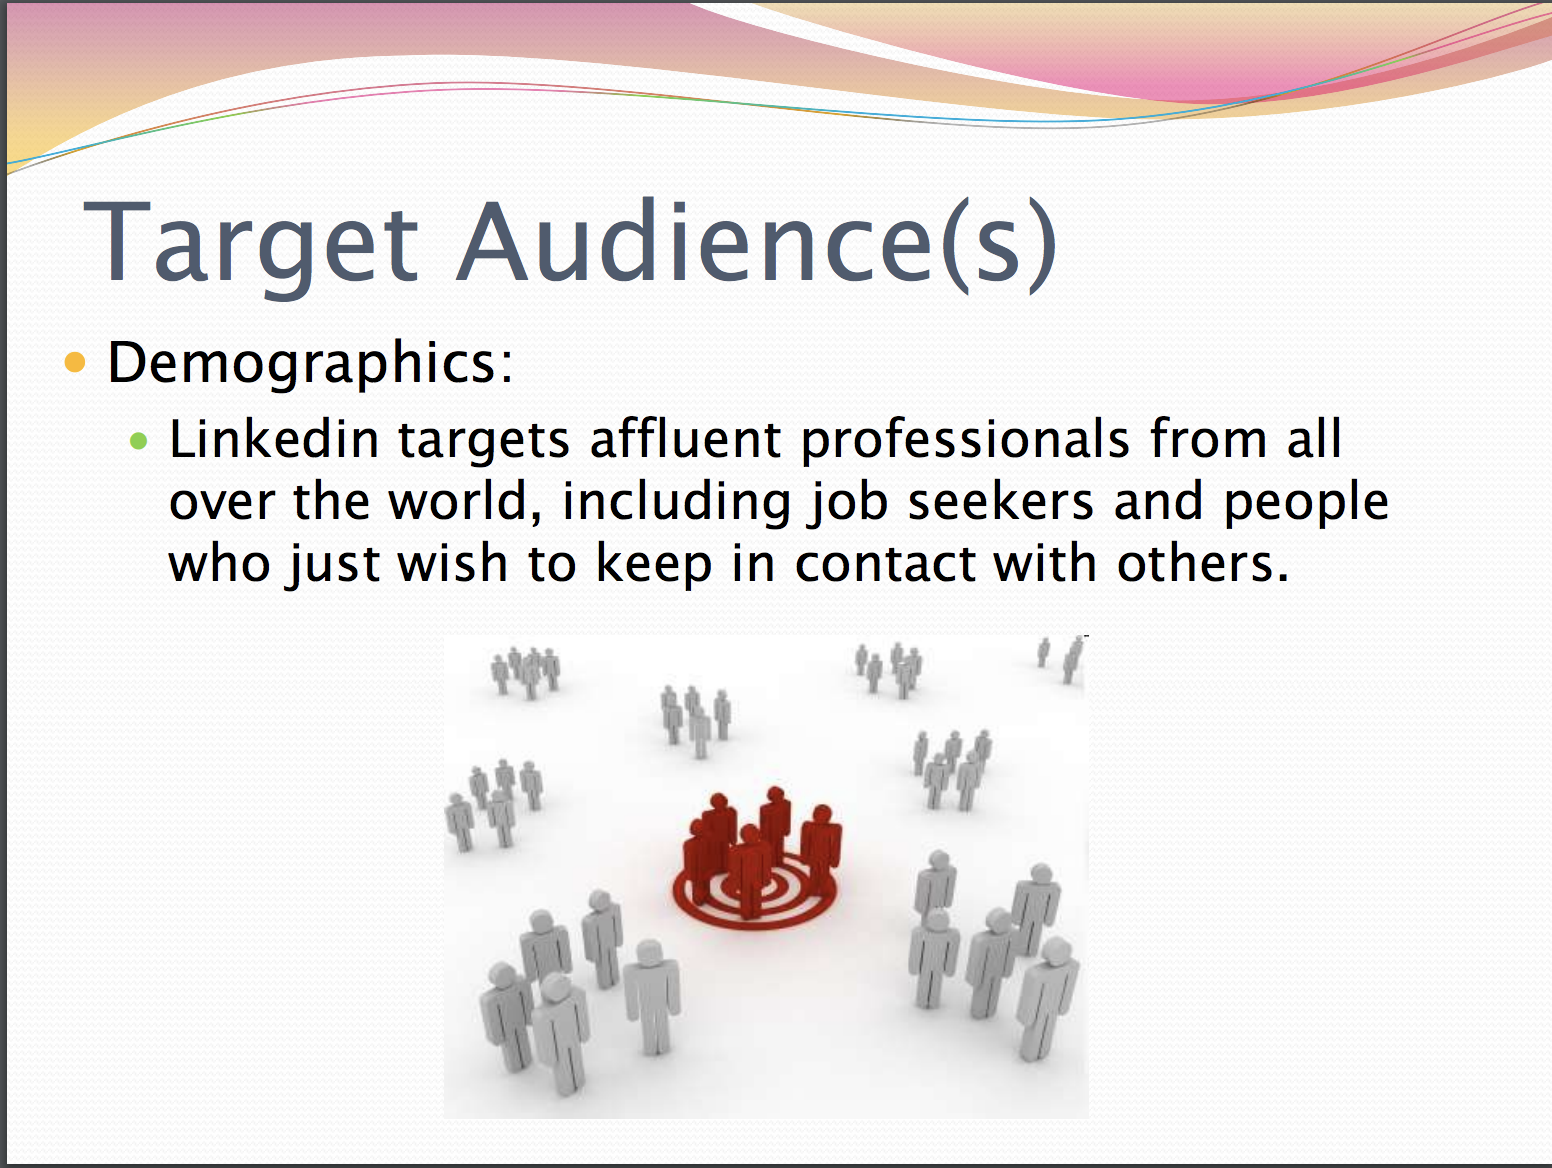 Target Audience(s)
Demographics:
Linkedin targets affluent professionals from all
over the world, including job seekers and people
who just wish to keep in contact with others.